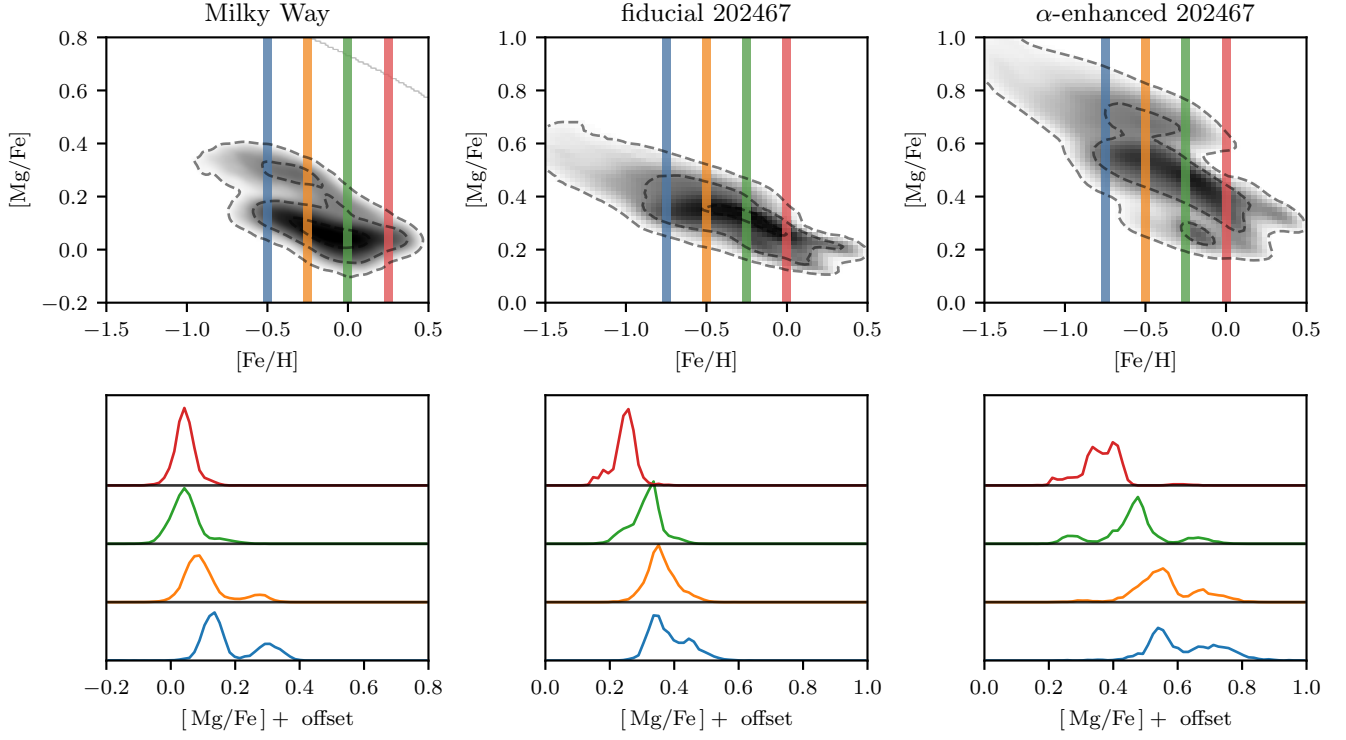 Milky Way
fiducial 202467
α-enhanced 202467
0.8
0.6
0.4
0.2
0.0
−0.2
[Mg/Fe]
−1.5 −1.0 −0.5 0.0 0.5
[Fe/H]
1.0
0.8
0.6
0.4
0.2
0.0
[Mg/Fe]
−1.5 −1.0 −0.5 0.0 0.5
[Fe/H]
1.0
0.8
0.6
0.4
0.2
0.0
[Mg/Fe]
−1.5 −1.0 −0.5 0.0 0.5
[Fe/H]
−0.2 0.0 0.2 0.4 0.6 0.8
[Mg/Fe] + offset
0.0 0.2 0.4 0.6 0.8 1.0
[Mg/Fe] + offset
0.0 0.2 0.4 0.6 0.8 1.0
[Mg/Fe] + offset